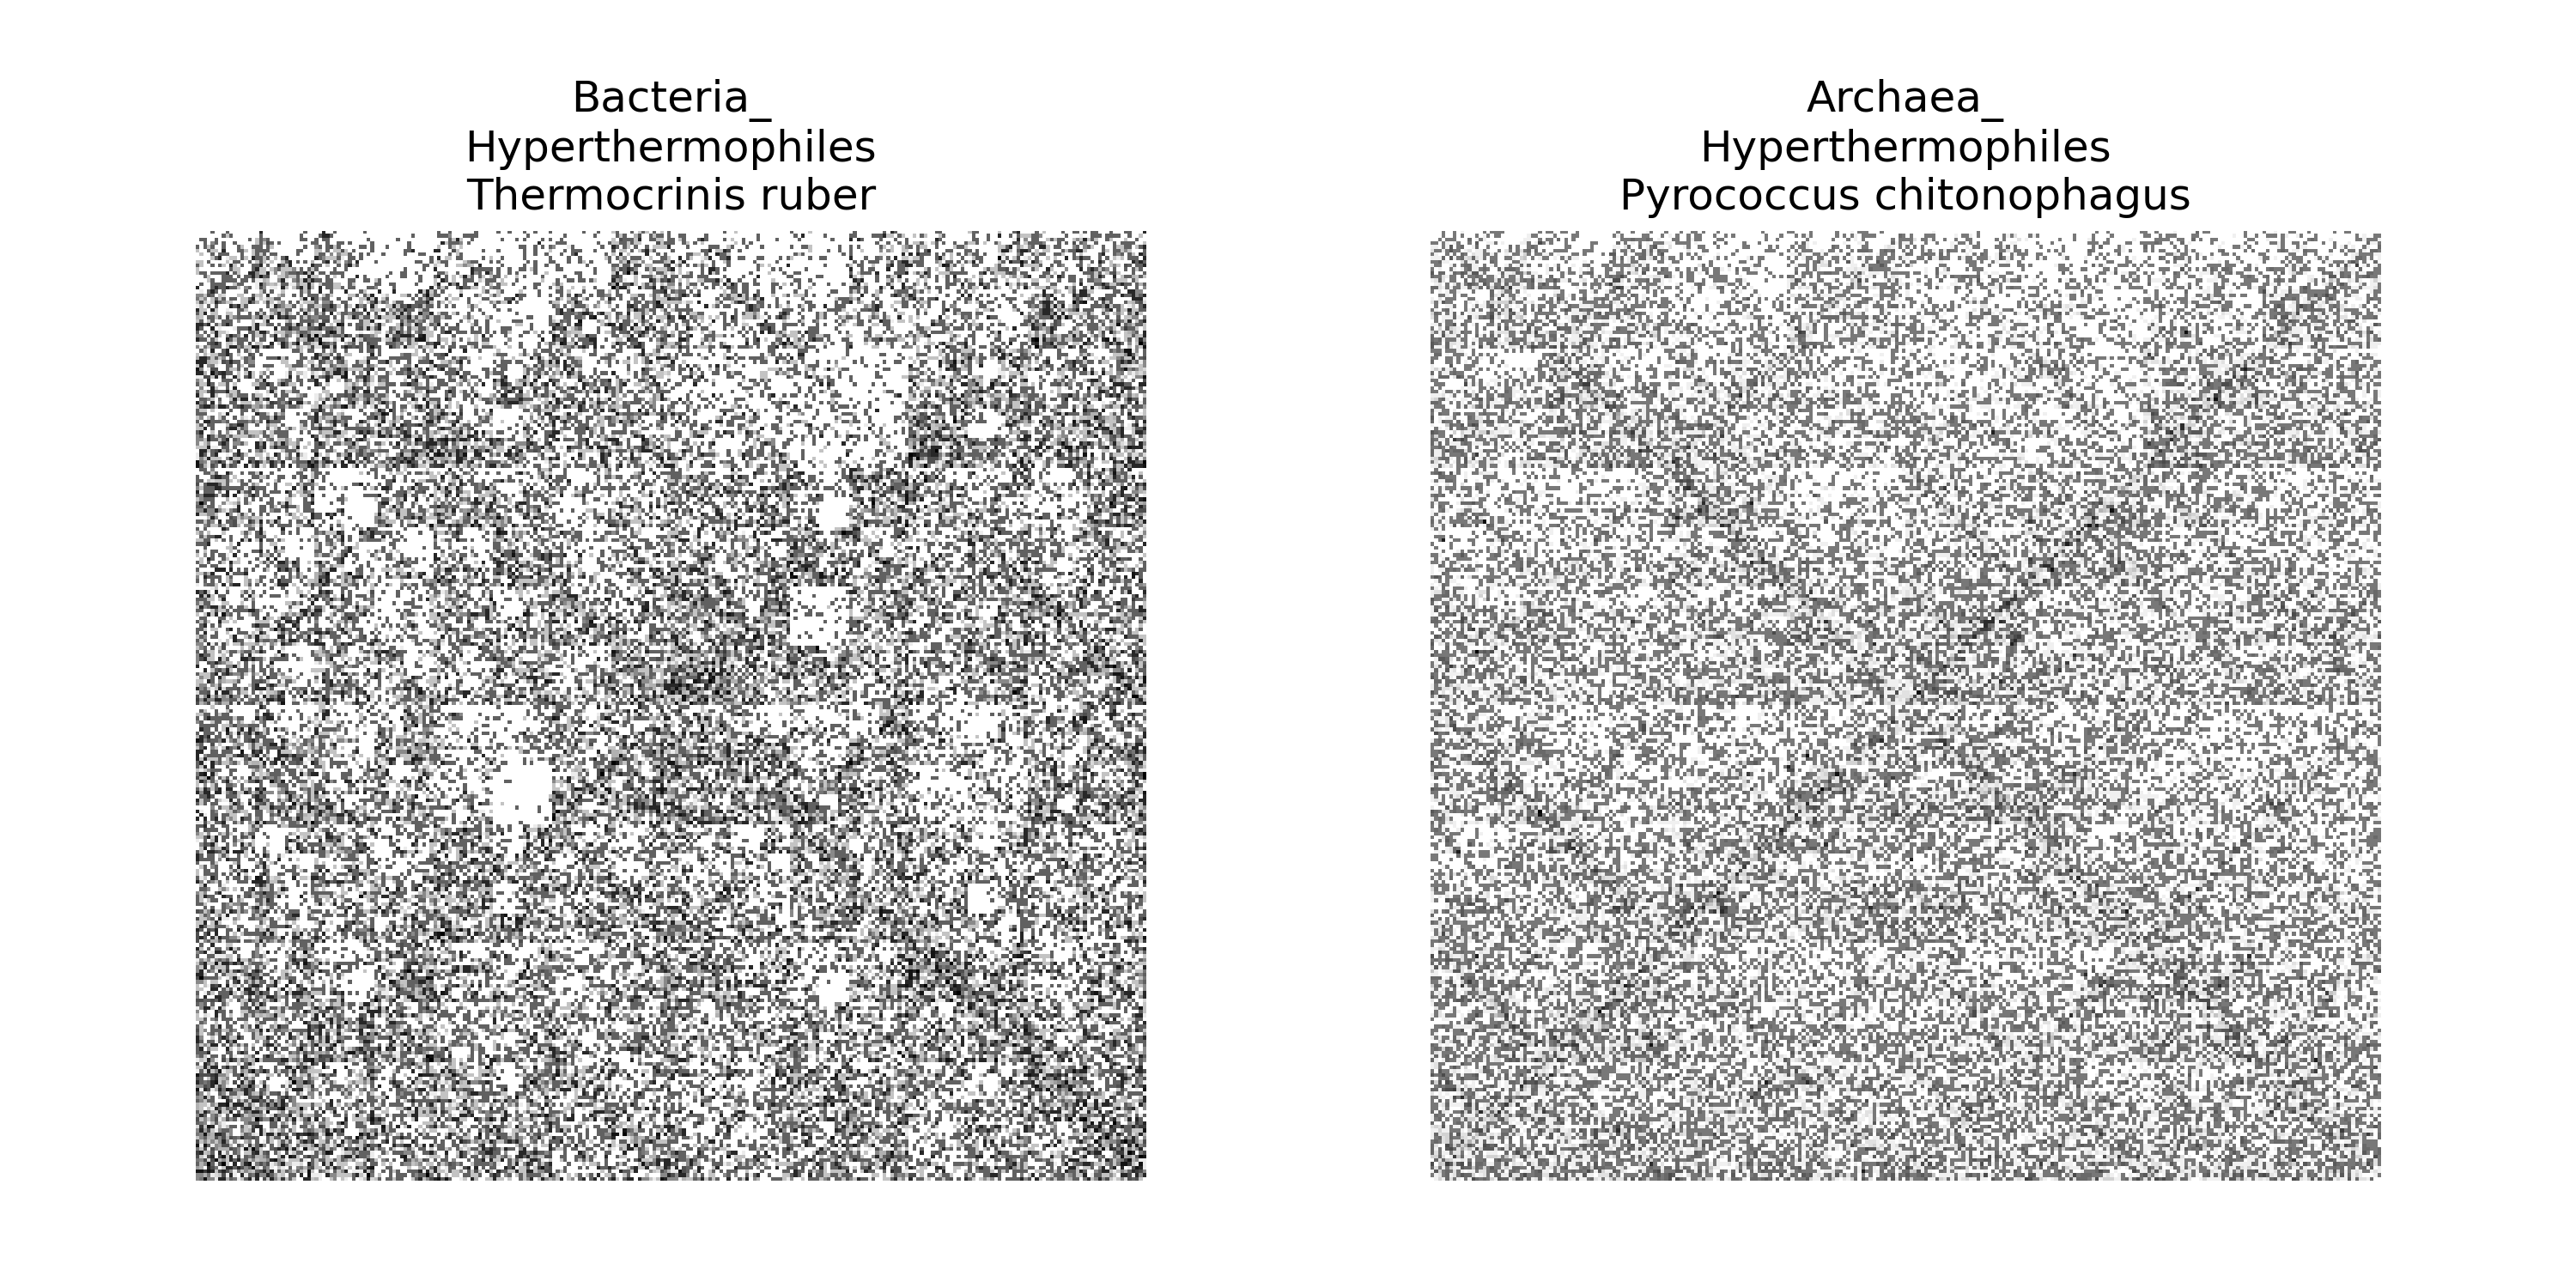 Bacteria_
Hyperthermophiles
Thermocrinis ruber
Archaea_
Hyperthermophiles
Pyrococcus chitonophagus